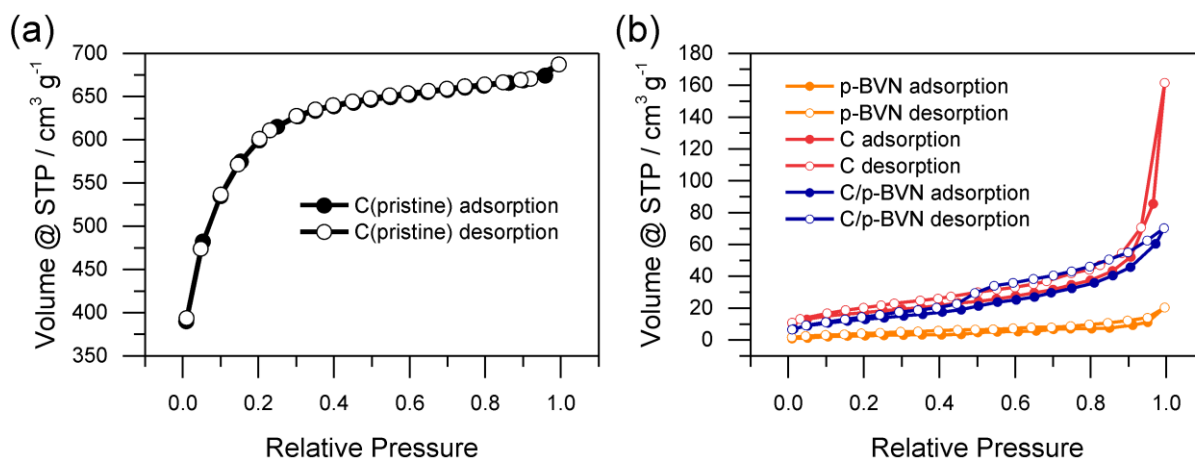 (a)
700
650
600
550
500
450
400
350
Volume @ STP / cm³ g⁻¹
C(pristine) adsorption
C(pristine) desorption
0.0 0.2 0.4 0.6 0.8 1.0
Relative Pressure
(b)
180
160
140
120
100
80
60
40
20
0
Volume @ STP / cm³ g⁻¹
p-BVN adsorption
p-BVN desorption
C adsorption
C desorption
C/p-BVN adsorption
C/p-BVN desorption
0.0 0.2 0.4 0.6 0.8 1.0
Relative Pressure